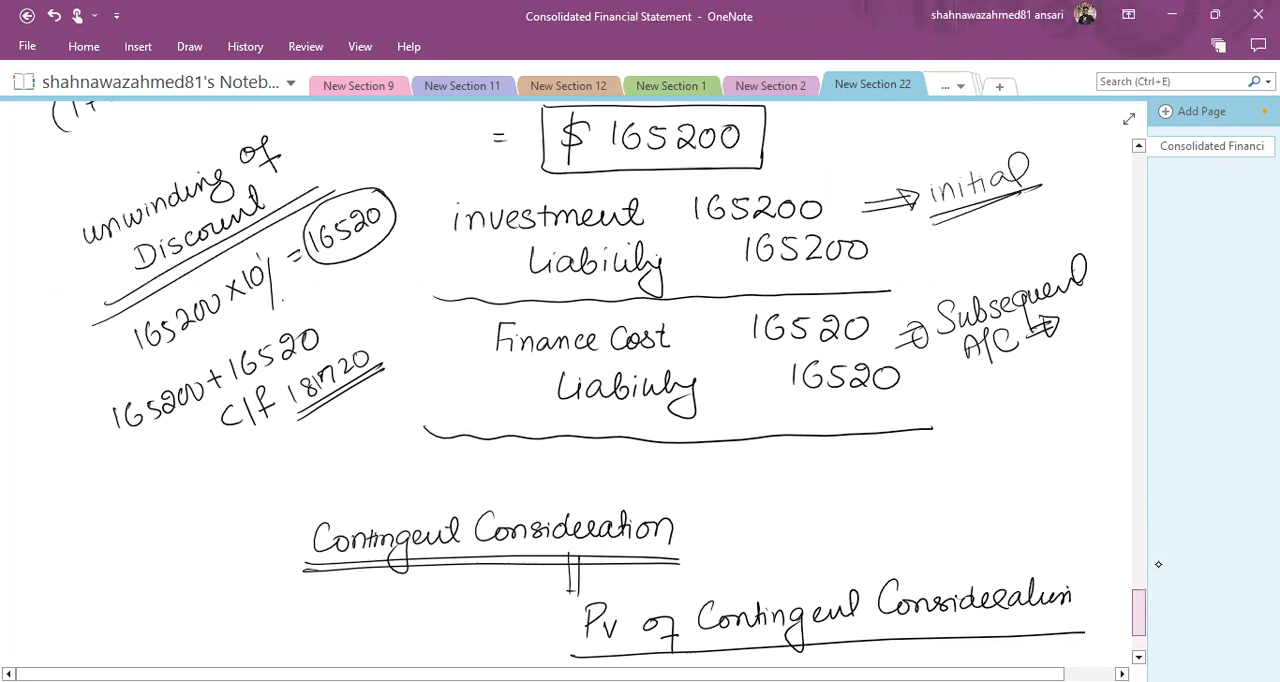 Consolidated Financial Statement - OneNote
shahnawazahmed81 ansari
File Home Insert Draw History Review View Help
shahnawazahmed81's Noteb...
New Section 9
New Section 11
New Section 12
New Section 1
New Section 2
New Section 22
...
Search (Ctrl+E)
Add Page
Consolidated Financi
= $ 165200
unwinding of
Discount
165200 x 10% = 16520
165200 + 16520
C/f 181720
investment 165200 ⇒ initial
Liability 165200
Finance Cost 16520 ⇒ Subsequent
A/C ⇒
Liability 16520
Contingent Consideration
PV of Contingent Consideration